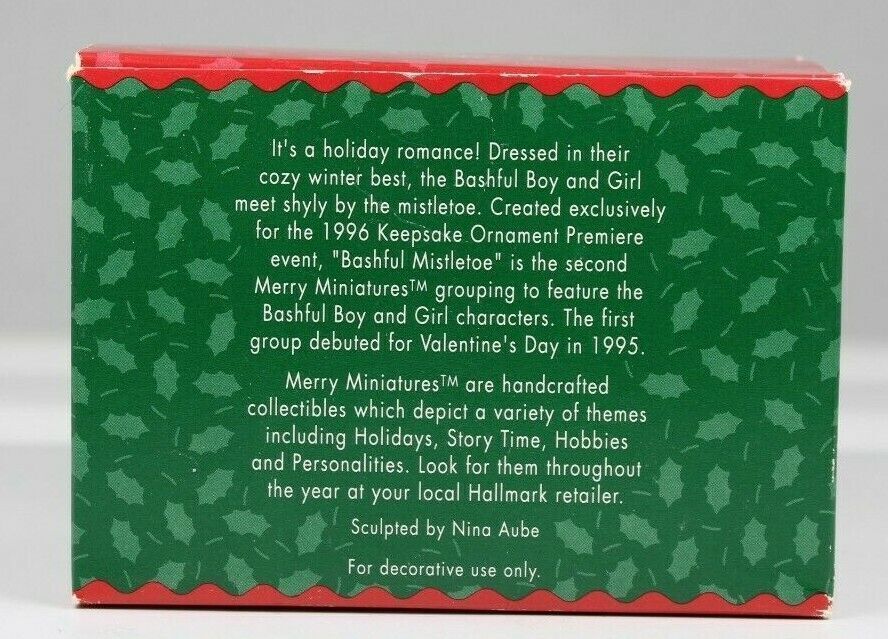 It's a holiday romance! Dressed in their
cozy winter best, the Bashful Boy and Girl
meet shyly by the mistletoe. Created exclusively
for the 1996 Keepsake Ornament Premiere
event, "Bashful Mistletoe" is the second
Merry Miniatures™ grouping to feature the
Bashful Boy and Girl characters. The first
group debuted for Valentine's Day in 1995.
Merry Miniatures™ are handcrafted
collectibles which depict a variety of themes
including Holidays, Story Time, Hobbies
and Personalities. Look for them throughout
the year at your local Hallmark retailer.
Sculpted by Nina Aube
For decorative use only.